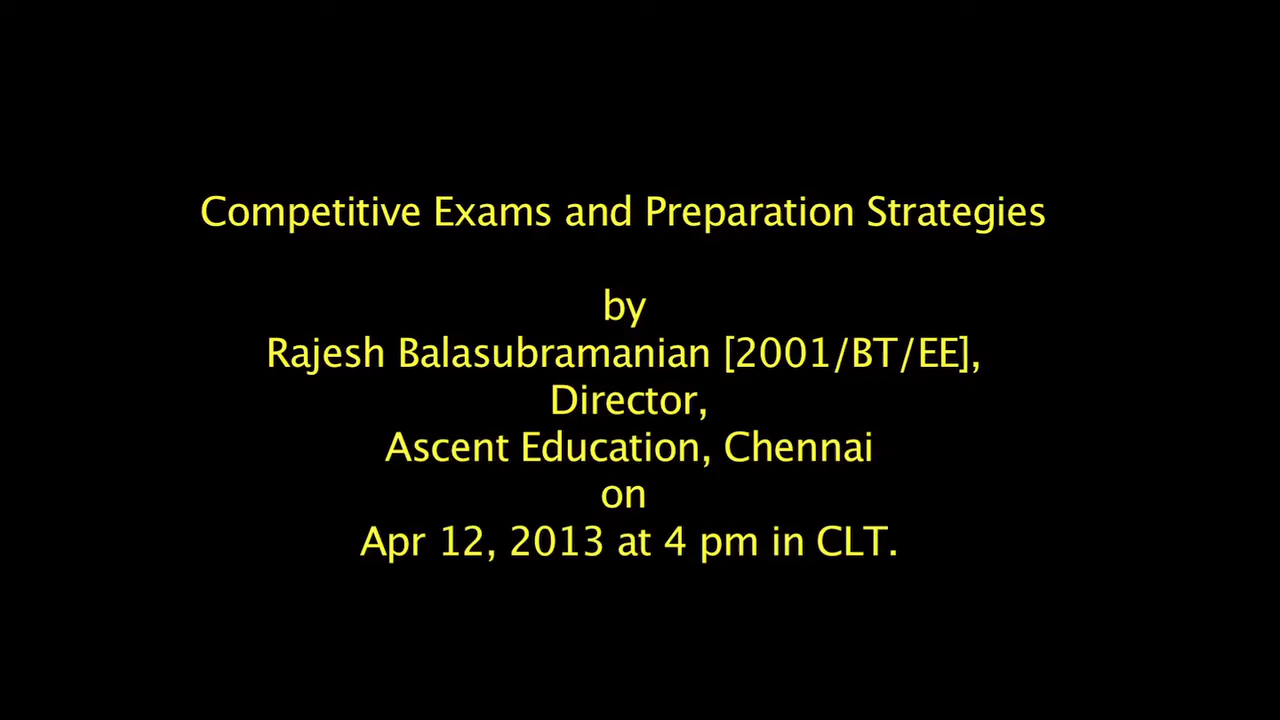 Competitive Exams and Preparation Strategies
by
Rajesh Balasubramanian [2001/BT/EE],
Director,
Ascent Education, Chennai
on
Apr 12, 2013 at 4 pm in CLT.